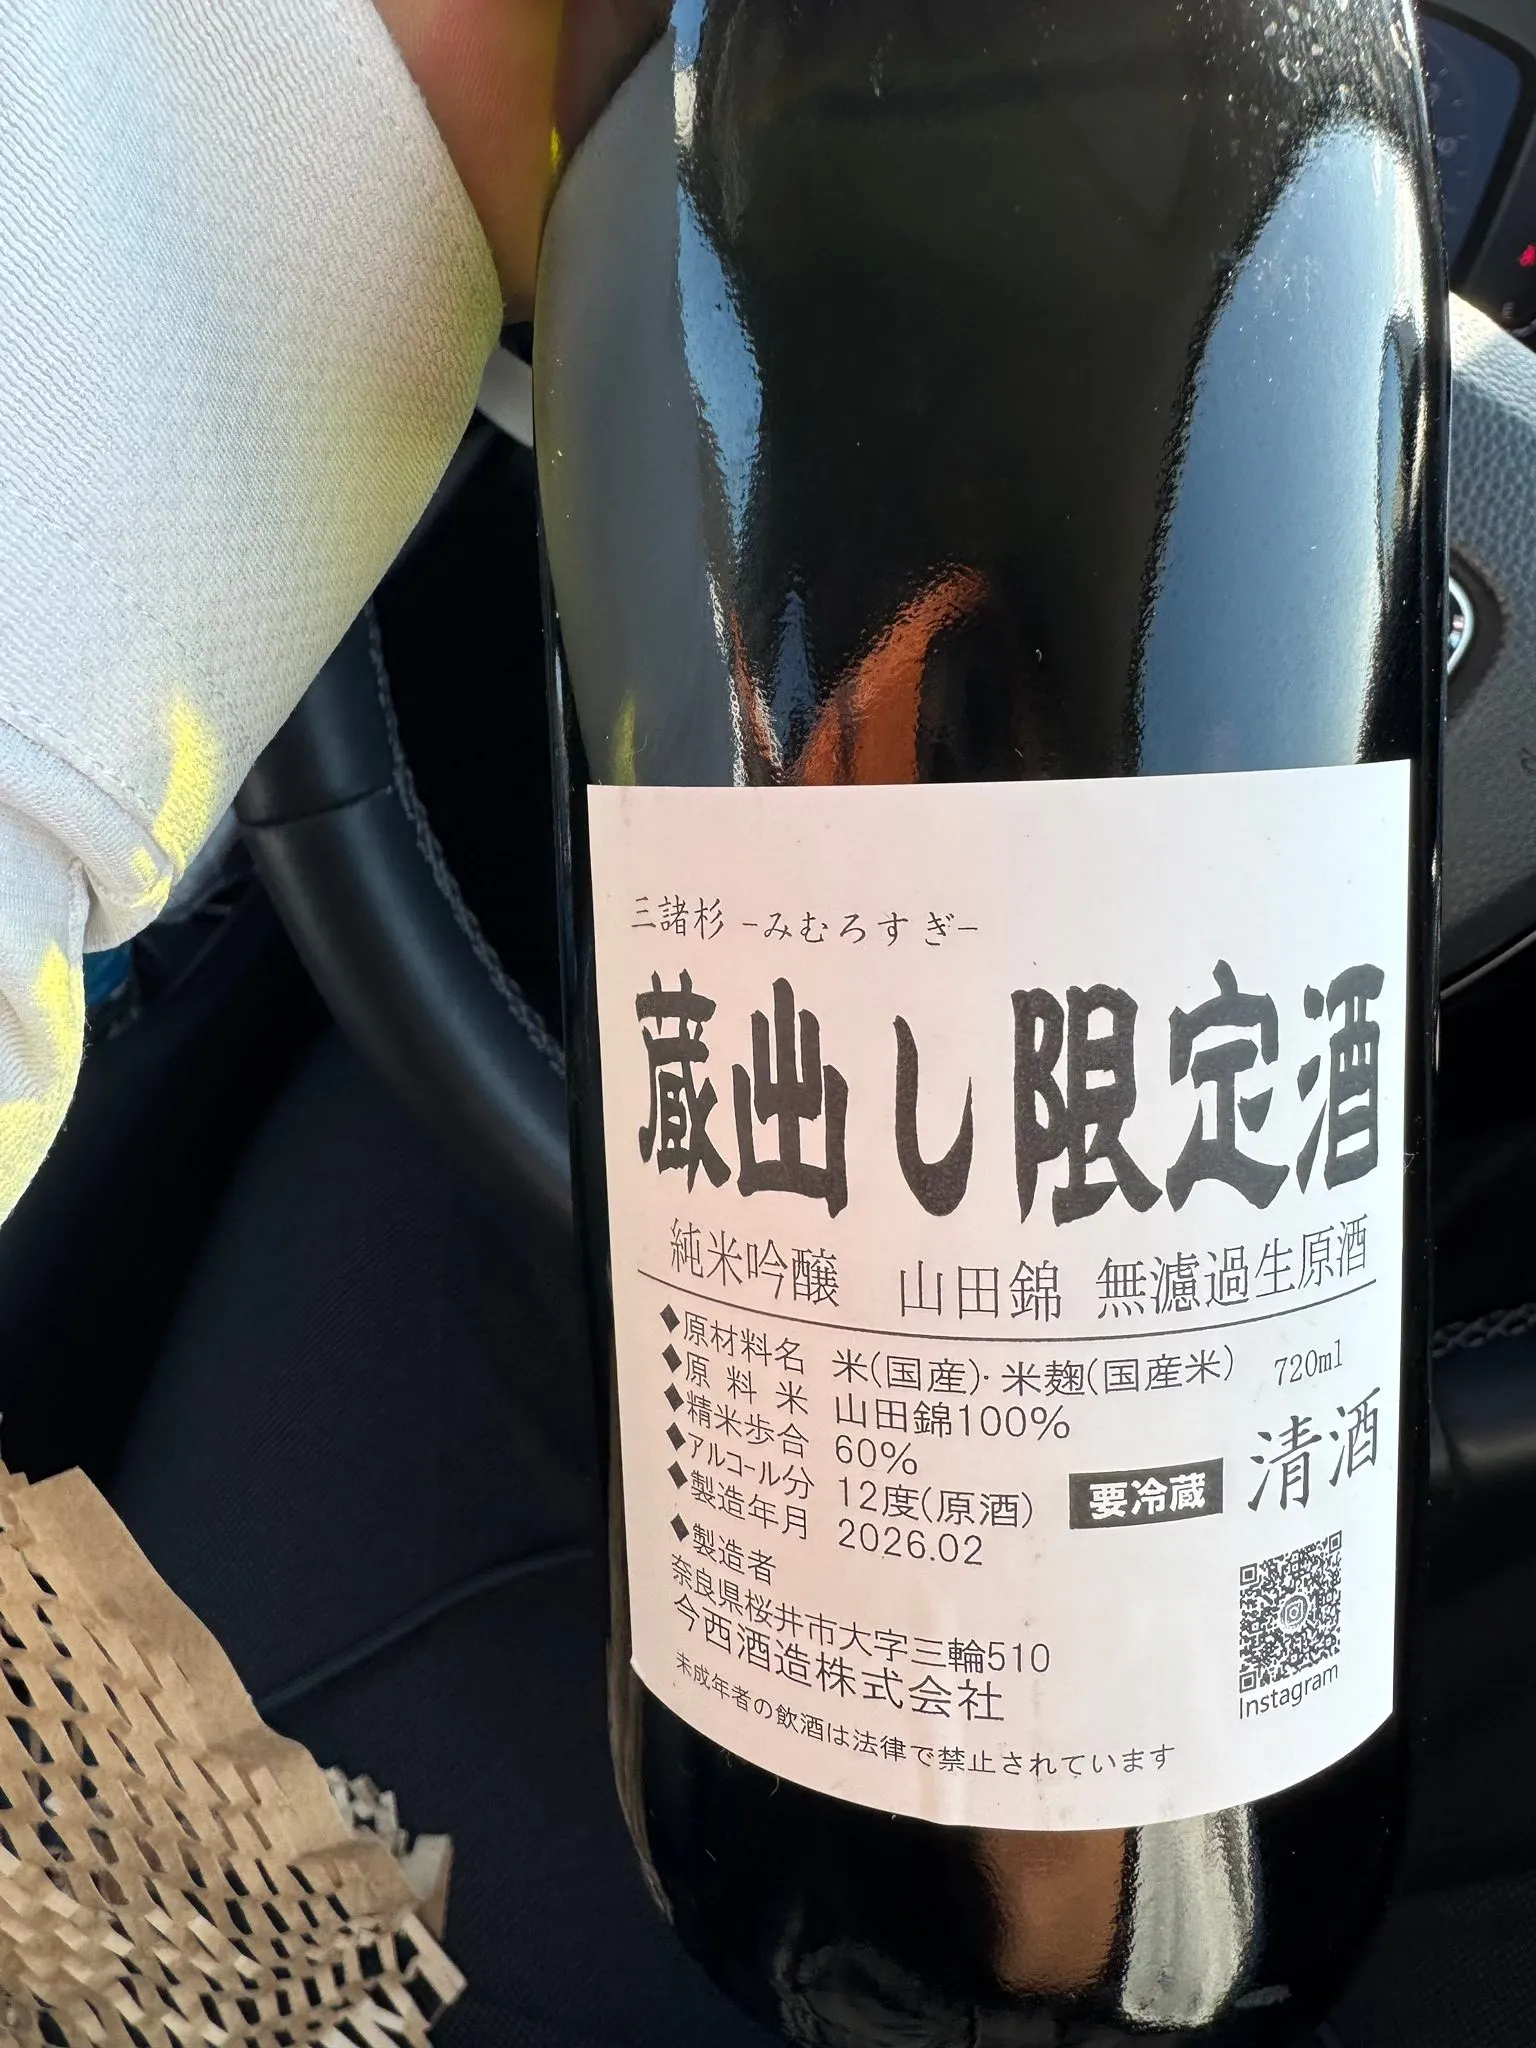 三諸杉 -みむろすぎ-
蔵出し限定酒
純米吟醸 山田錦 無濾過生原酒
◆原材料名 米(国産)・米麹(国産米) 720ml
◆原料米 山田錦100%
◆精米歩合 60%
◆アルコール分 12度(原酒)
◆製造年月 2026.02
要冷蔵
清酒
◆製造者
奈良県桜井市大字三輪510
今西酒造株式会社
未成年者の飲酒は法律で禁止されています
Instagram